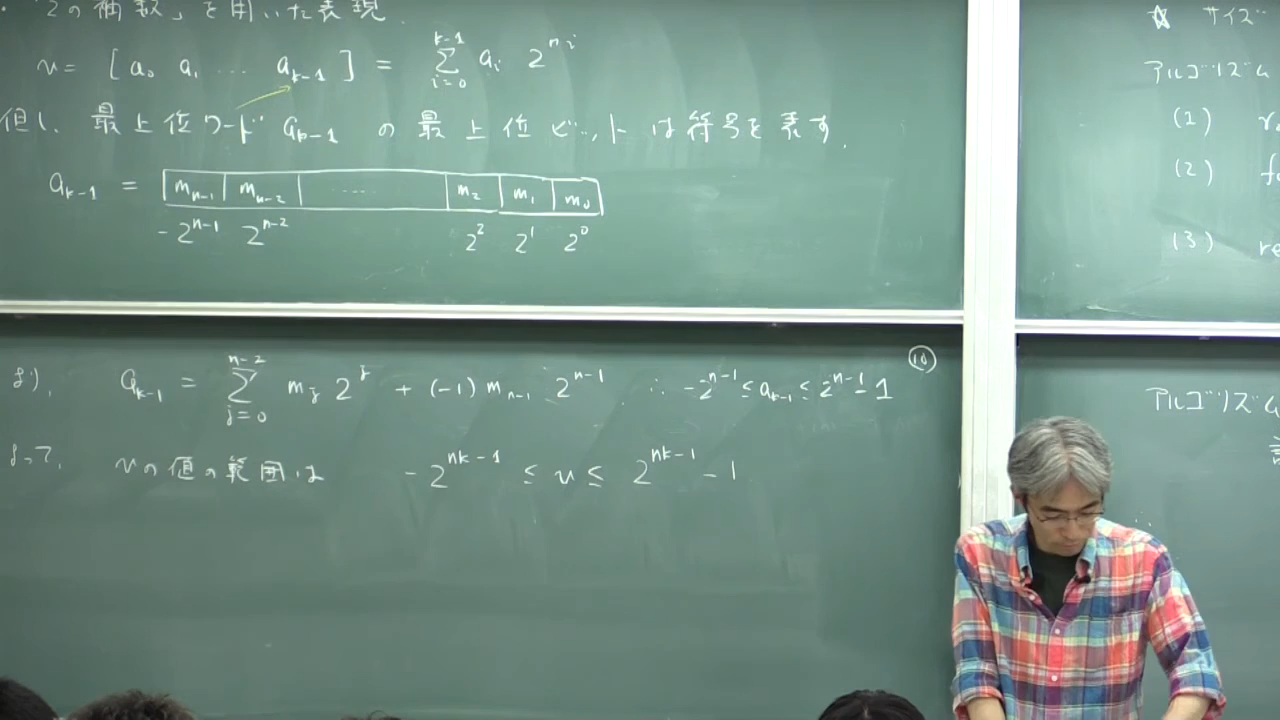 ・「2の補数」を用いた表現.
u = [ a₀ a₁ ⋯ a_{k-1} ] = Σ_{i=0}^{k-1} a_i 2^{ni}
但し、最上位ワード a_{k-1} の最上位ビットは符号を表す.
a_{k-1} = m_{n-1} m_{n-2} ⋯⋯ m₂ m₁ m₀
-2^{n-1} 2^{n-2} 2² 2¹ 2⁰
より、 a_{k-1} = Σ_{j=0}^{n-2} m_j 2^j + (-1) m_{n-1} 2^{n-1} ∴ -2^{n-1} ≤ a_{k-1} ≤ 2^{n-1} - 1 ⑩
よって、 uの値の範囲は -2^{nk-1} ≤ u ≤ 2^{nk-1} - 1
☆ サイズ
アルゴリズム
(1)
(2)
(3) re
アルゴリズム